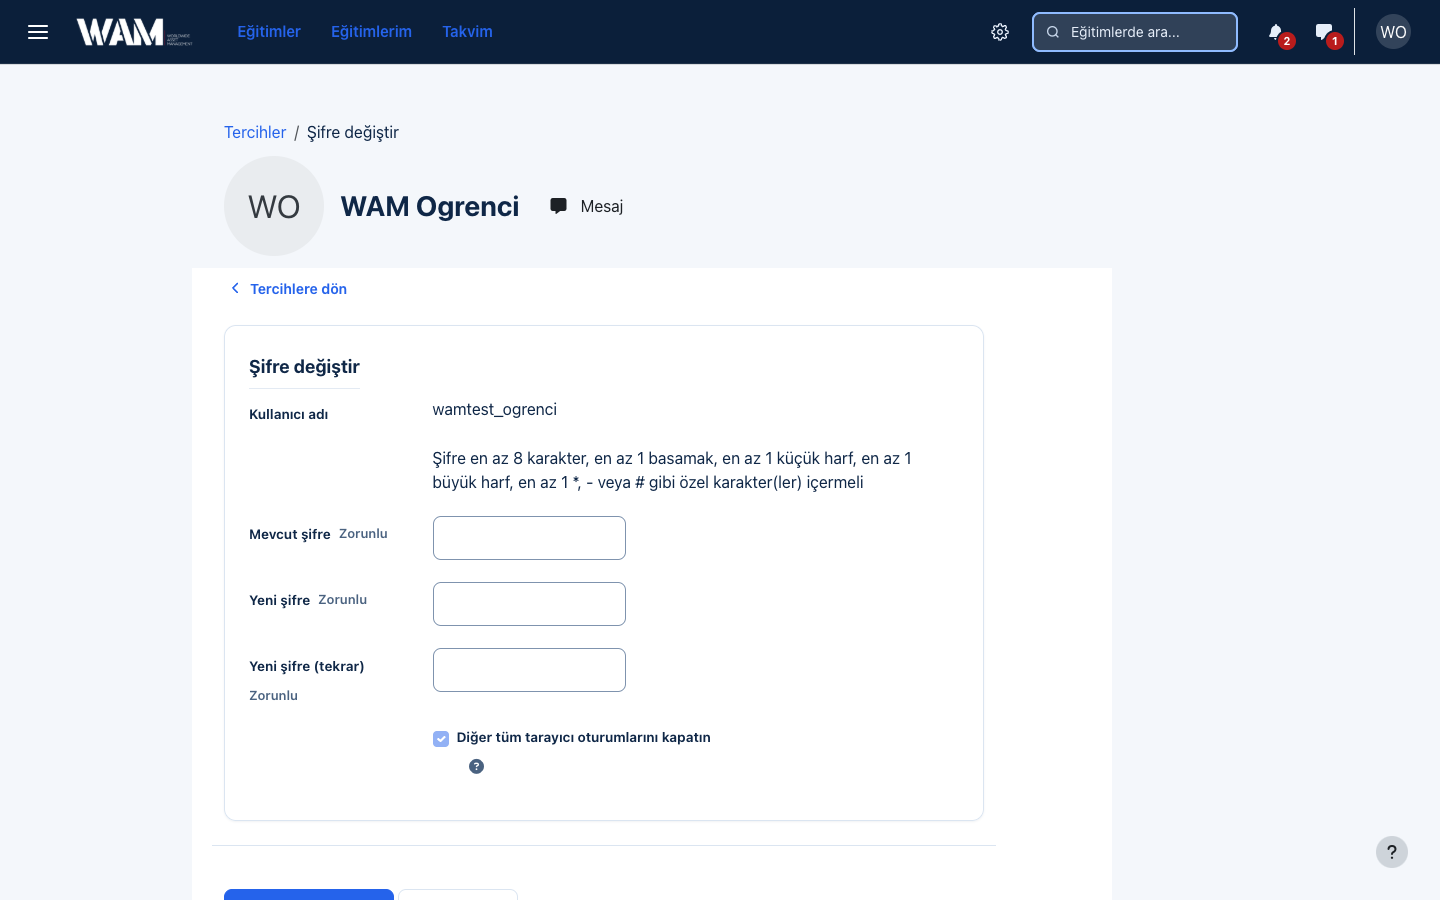 WAM
Eğitimler
Eğitimlerim
Takvim
Eğitimlerde ara...
2
1
WO
Tercihler / Şifre değiştir
WO
WAM Ogrenci
Mesaj
Tercihlere dön
Şifre değiştir
Kullanıcı adı
wamtest_ogrenci
Şifre en az 8 karakter, en az 1 basamak, en az 1 küçük harf, en az 1
büyük harf, en az 1 *, - veya # gibi özel karakter(ler) içermeli
Mevcut şifre Zorunlu
Yeni şifre Zorunlu
Yeni şifre (tekrar)
Zorunlu
Diğer tüm tarayıcı oturumlarını kapatın
?
?